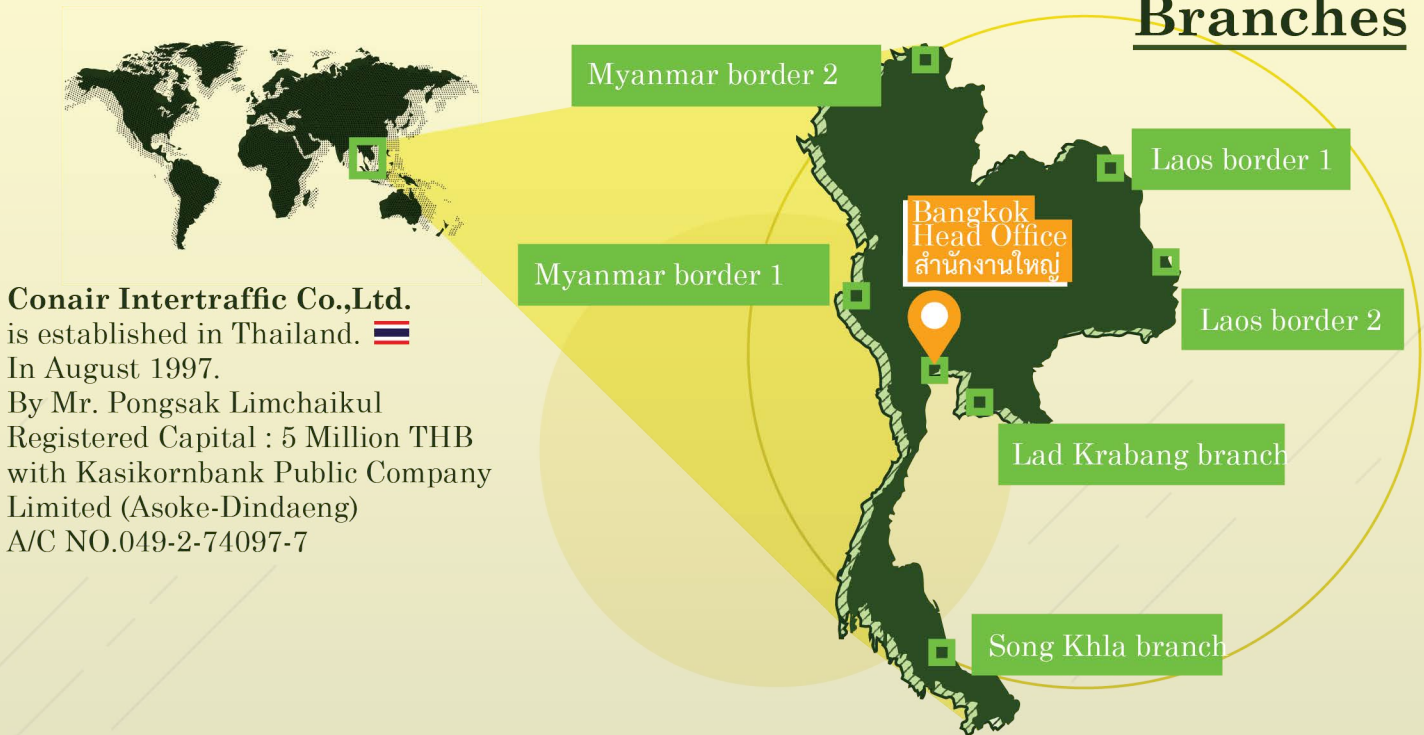 Branches
Myanmar border 2
Laos border 1
Bangkok
Head Office
สำนักงานใหญ่
Myanmar border 1
Laos border 2
Conair Intertraffic Co.,Ltd.
is established in Thailand.
In August 1997.
By Mr. Pongsak Limchaikul
Registered Capital : 5 Million THB
with Kasikornbank Public Company
Limited (Asoke-Dindaeng)
A/C NO.049-2-74097-7
Lad Krabang branch
Song Khla branch